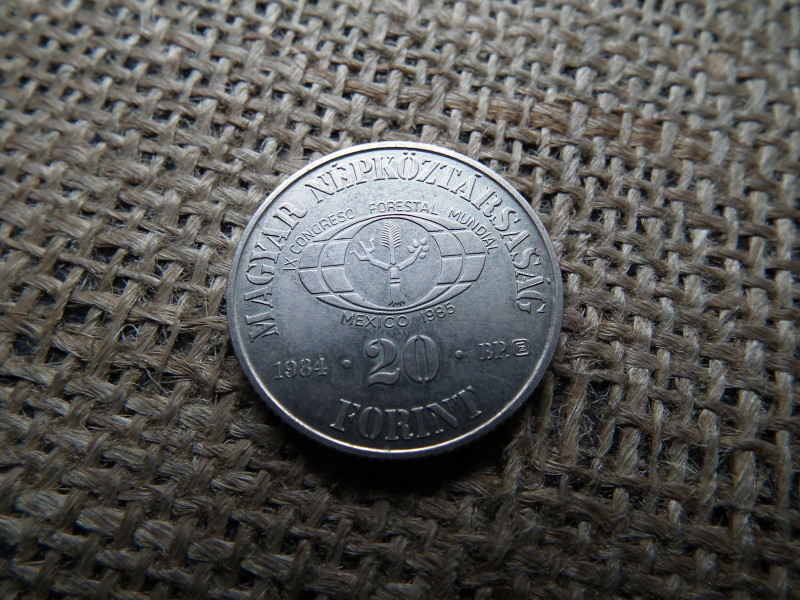 MAGYAR NÉPKÖZTÁRSASÁG
IX CONGRESO FORESTAL MUNDIAL
MEXICO 1985
1984 • 20 • BP.
FORINT